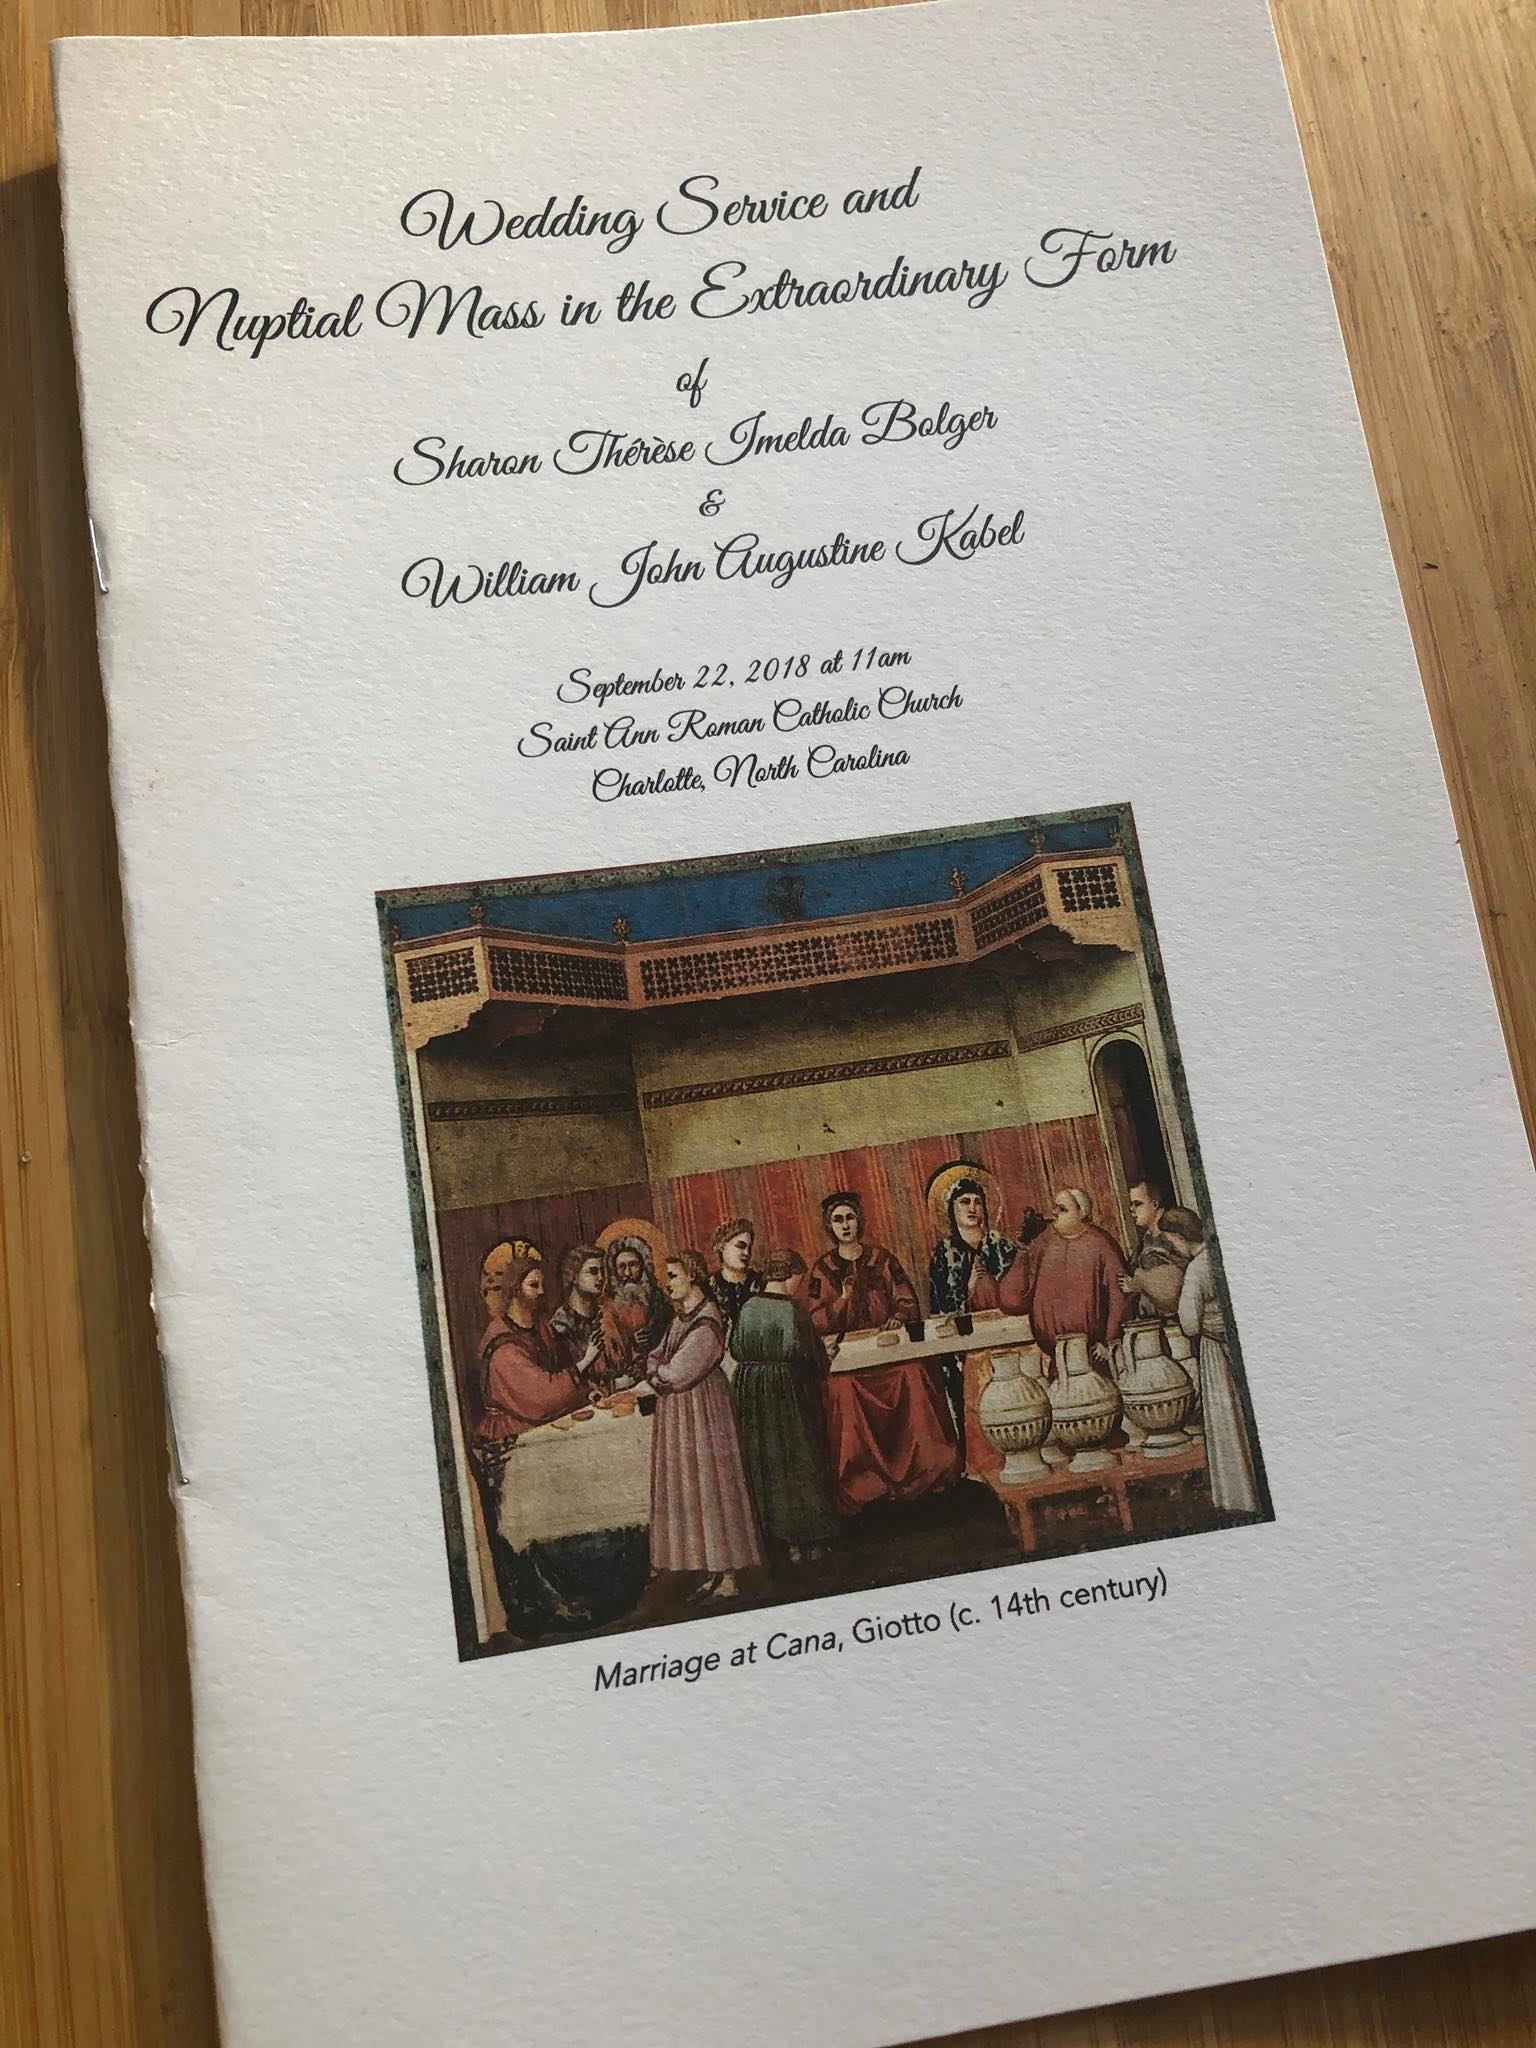 Wedding Service and
Nuptial Mass in the Extraordinary Form
of
Sharon Thérèse Imelda Bolger
&
William John Augustine Kabel
September 22, 2018 at 11am
Saint Ann Roman Catholic Church
Charlotte, North Carolina
Marriage at Cana, Giotto (c. 14th century)